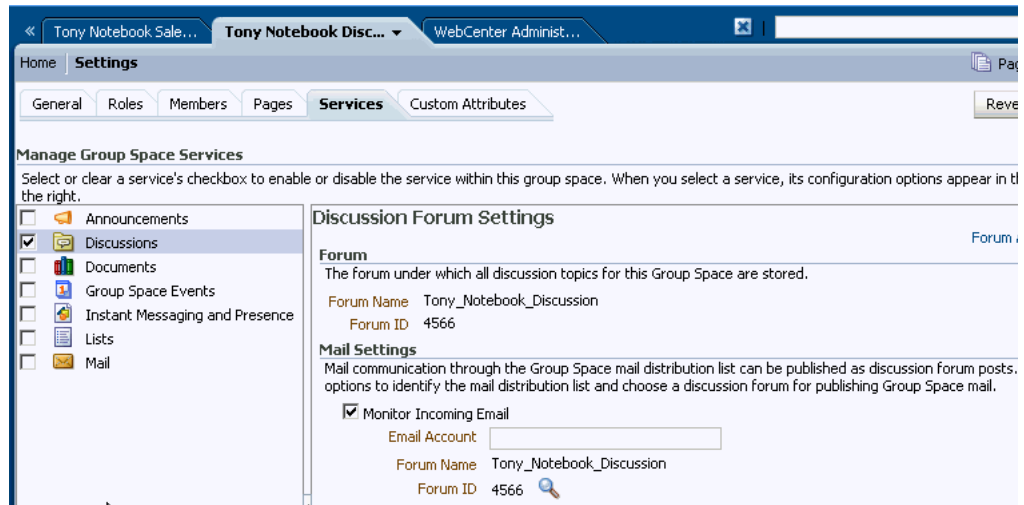 « Tony Notebook Sale... Tony Notebook Disc... WebCenter Administ...
Home Settings
General Roles Members Pages Services Custom Attributes
Manage Group Space Services
Select or clear a service's checkbox to enable or disable the service within this group space. When you select a service, its configuration options appear in
the right.
Announcements
Discussions
Documents
Group Space Events
Instant Messaging and Presence
Lists
Mail
Discussion Forum Settings
Forum
Forum
The forum under which all discussion topics for this Group Space are stored.
Forum Name Tony_Notebook_Discussion
Forum ID 4566
Mail Settings
Mail communication through the Group Space mail distribution list can be published as discussion forum posts.
options to identify the mail distribution list and choose a discussion forum for publishing Group Space mail.
Monitor Incoming Email
Email Account
Forum Name Tony_Notebook_Discussion
Forum ID 4566